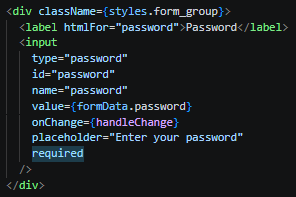 <div className={styles.form_group}>
<label htmlFor="password">Password</label>
<input
type="password"
id="password"
name="password"
value={formData.password}
onChange={handleChange}
placeholder="Enter your password"
required
/>
</div>